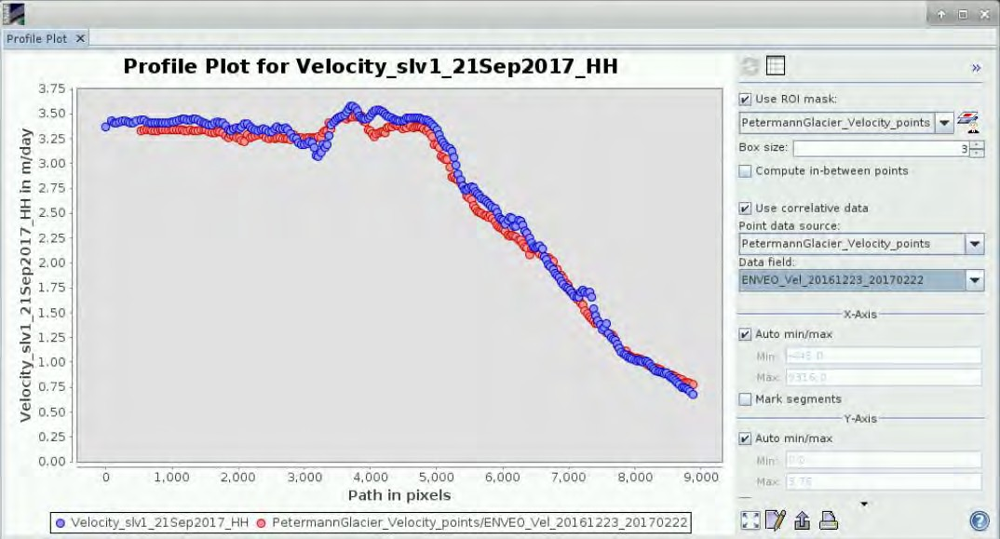 Profile Plot
Profile Plot for Velocity_slv1_21Sep2017_HH
Velocity_slv1_21Sep2017_HH in m/day
3.75
3.50
3.25
3.00
2.75
2.50
2.25
2.00
1.75
1.50
1.25
1.00
0.75
0.50
0.25
0.00
0 1,000 2,000 3,000 4,000 5,000 6,000 7,000 8,000 9,000
Path in pixels
Velocity_slv1_21Sep2017_HH PetermannGlacier_Velocity_points/ENVEO_Vel_20161223_20170222
»
Use ROI mask:
PetermannGlacier_Velocity_points
Box size: 3
Compute in-between points
Use correlative data
Point data source:
PetermannGlacier_Velocity_points
Data field:
ENVEO_Vel_20161223_20170222
X-Axis
Auto min/max
Min:
Max: 9316.0
Mark segments
Y-Axis
Auto min/max
Min: 0.0
Max: 3.76
?